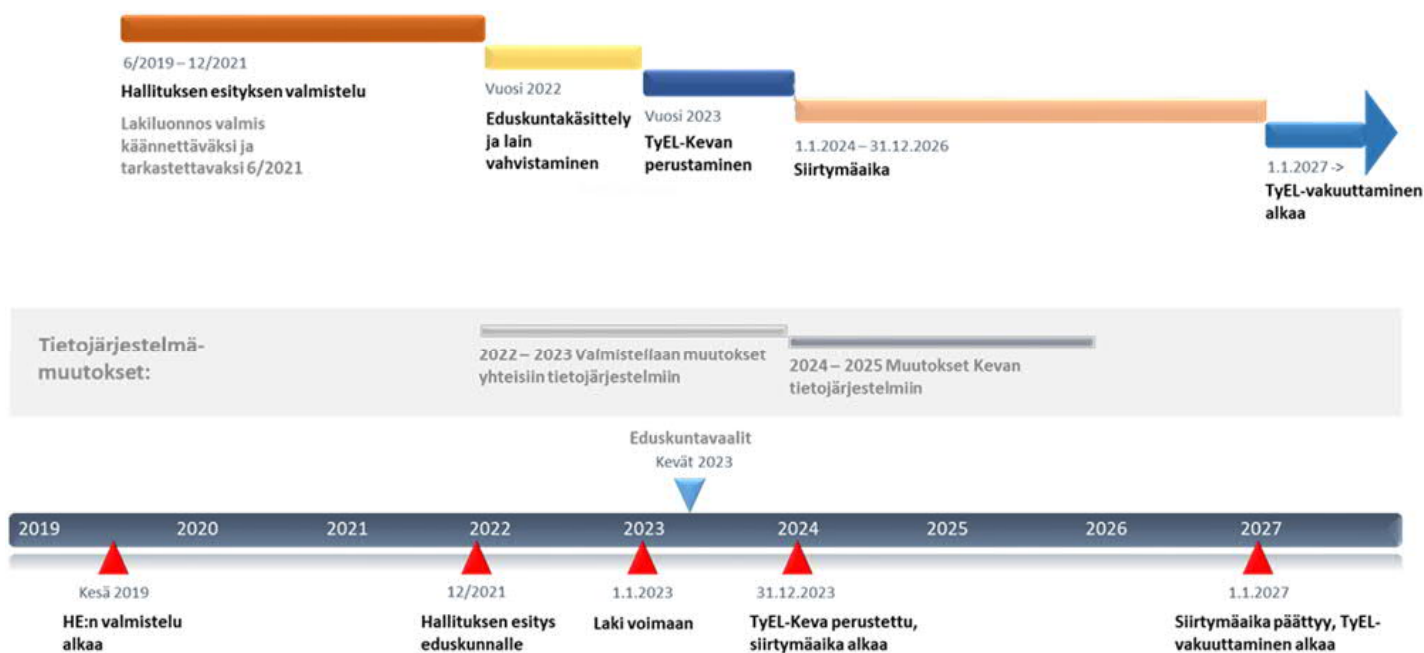 6/2019 – 12/2021
Hallituksen esityksen valmistelu
Lakiluonnos valmis
käännettäväksi ja
tarkastettavaksi 6/2021
Vuosi 2022
Eduskuntakäsittely
ja lain
vahvistaminen
Vuosi 2023
TyEL-Kevan
perustaminen
1.1.2024 – 31.12.2026
Siirtymäaika
1.1.2027 ->
TyEL-vakuuttaminen
alkaa
Tietojärjestelmä-
muutokset:
2022 – 2023 Valmistellaan muutokset
yhteisiin tietojärjestelmiin
2024 – 2025 Muutokset Kevan
tietojärjestelmiin
Eduskuntavaalit
Kevät 2023
2019 2020 2021 2022 2023 2024 2025 2026 2027
Kesä 2019
HE:n valmistelu
alkaa
12/2021
Hallituksen esitys
eduskunnalle
1.1.2023
Laki voimaan
31.12.2023
TyEL-Keva perustettu,
siirtymäaika alkaa
1.1.2027
Siirtymäaika päättyy, TyEL-
vakuuttaminen alkaa